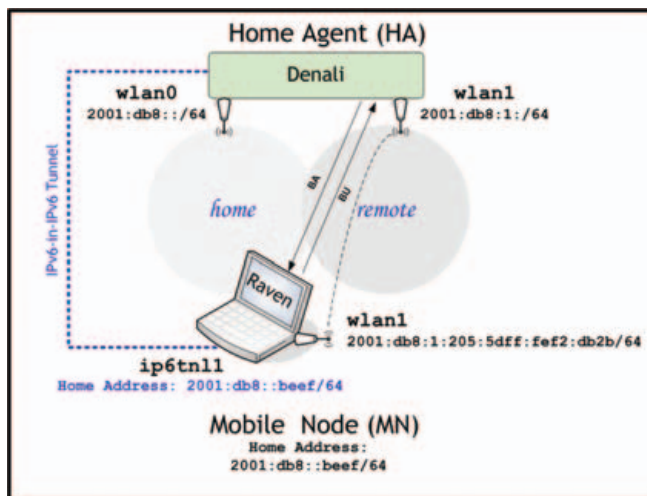 Home Agent (HA)
Denali
wlan0
2001:db8::/64
wlan1
2001:db8:1:/64
IPv6-in-IPv6 Tunnel
BA
BU
home
remote
Raven
wlan1
2001:db8:1:205:5dff:fef2:db2b/64
ip6tnl1
Home Address: 2001:db8::beef/64
Mobile Node (MN)
Home Address:
2001:db8::beef/64